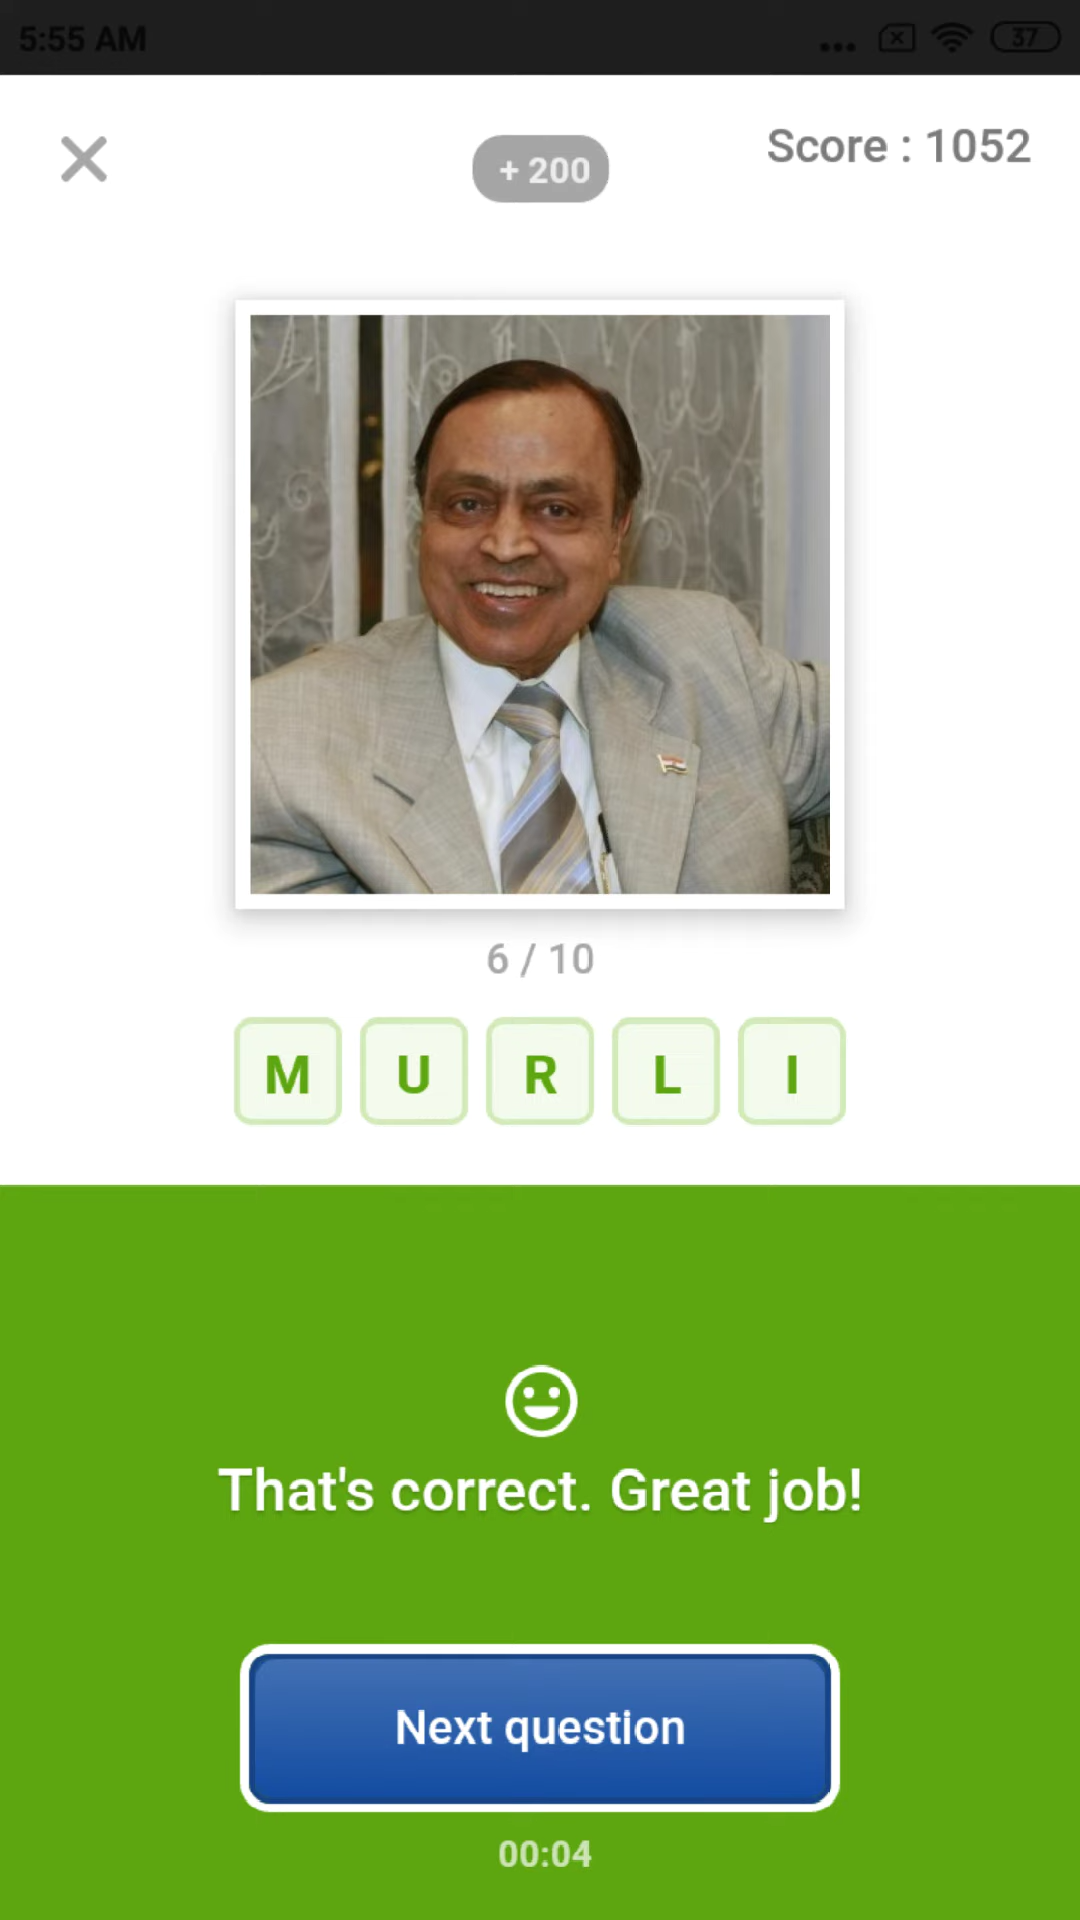 5:55 AM
37
+ 200
Score : 1052
6 / 10
M U R L I
That's correct. Great job!
Next question
00:04